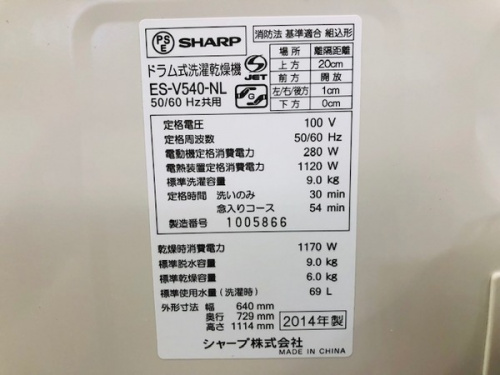 PSE SHARP
ドラム式洗濯乾燥機
ES-V540-NL
50/60 Hz共用
S JET
G
消防法 基準適合 組込形
場所 離隔距離
上方 20cm
前方 開放
左/右/後方 1cm
下方 0cm
定格電圧 100 V
定格周波数 50/60 Hz
電動機定格消費電力 280 W
電熱装置定格消費電力 1120 W
標準洗濯容量 9.0 kg
定格時間 洗いのみ 30 min
念入りコース 54 min
製造番号 1005866
乾燥時消費電力 1170 W
標準脱水容量 9.0 kg
標準乾燥容量 6.0 kg
標準使用水量(洗濯時) 69 L
外形寸法 幅 640 mm
奥行 729 mm
高さ 1114 mm
2014年製
シャープ株式会社
MADE IN CHINA